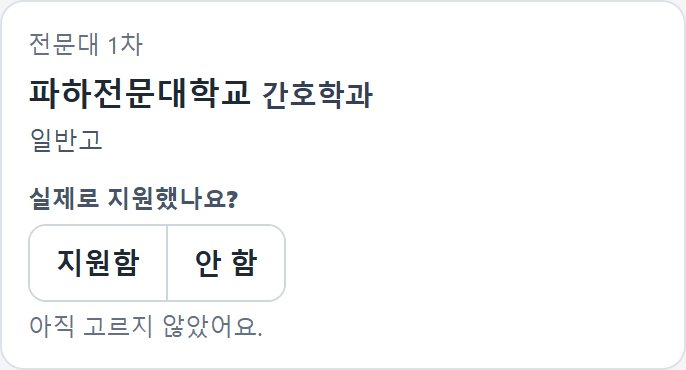 전문대 1차
파하전문대학교 간호학과
일반고
실제로 지원했나요?
지원함 안 함
아직 고르지 않았어요.